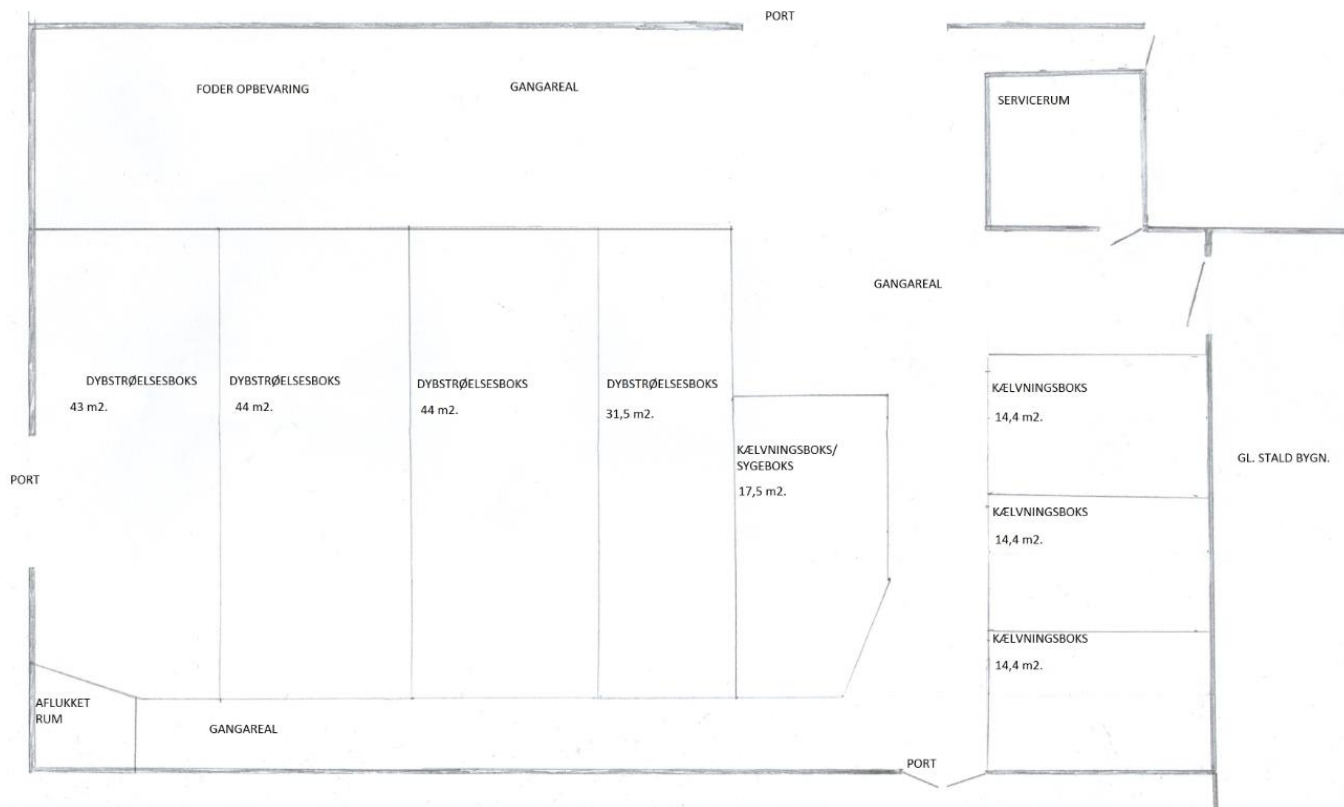 PORT
FODER OPBEVARING
GANGAREAL
SERVICERUM
GANGAREAL
DYBSTRØELSESBOKS
43 m2.
DYBSTRØELSESBOKS
44 m2.
DYBSTRØELSESBOKS
44 m2.
DYBSTRØELSESBOKS
31,5 m2.
KÆLVNINGSBOKS/
SYGEBOKS
17,5 m2.
KÆLVNINGSBOKS
14,4 m2.
GL. STALD BYGN.
PORT
KÆLVNINGSBOKS
14,4 m2.
KÆLVNINGSBOKS
14,4 m2.
AFLUKKET
RUM
GANGAREAL
PORT